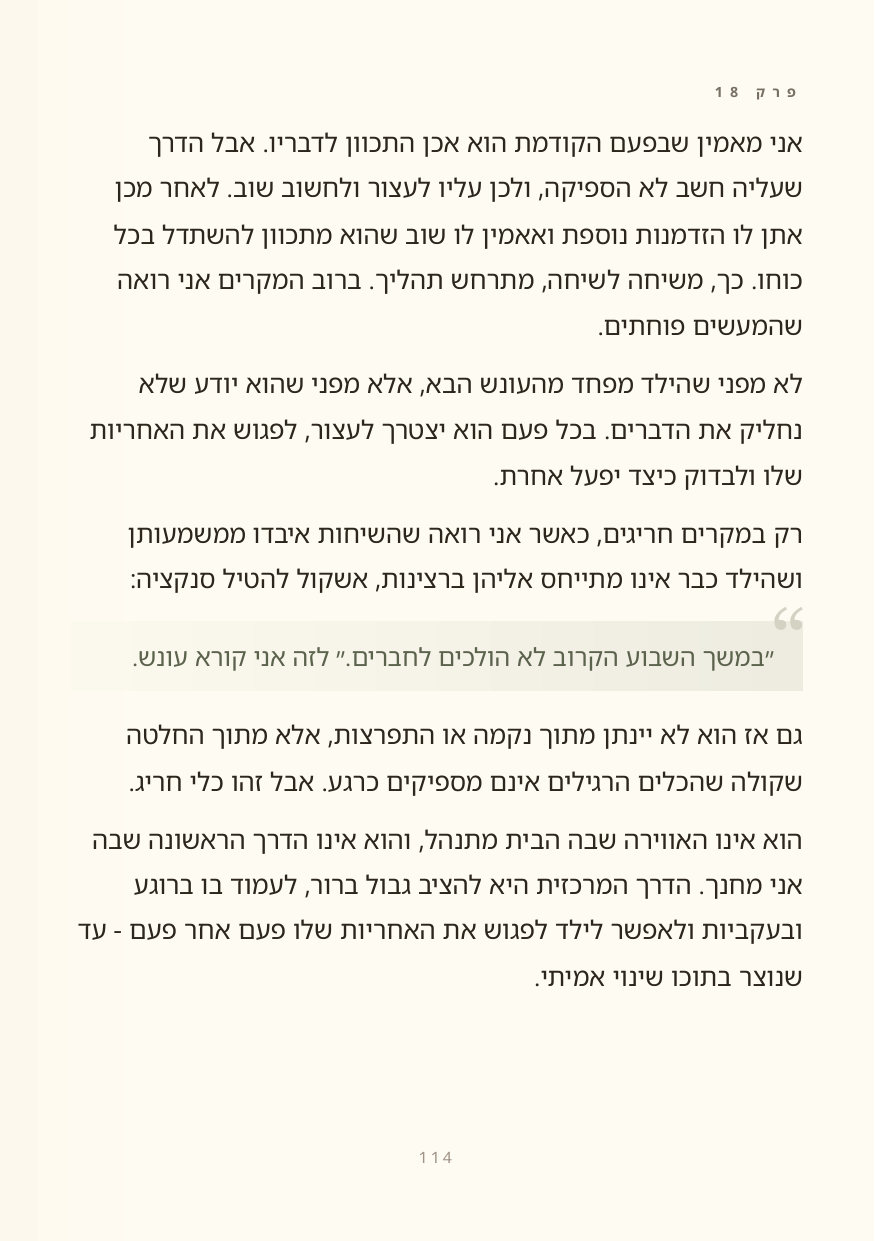 פרק 18
אני מאמין שבפעם הקודמת הוא אכן התכוון לדבריו. אבל הדרך
שעליה חשב לא הספיקה, ולכן עליו לעצור ולחשוב שוב. לאחר מכן
אתן לו הזדמנות נוספת ואאמין לו שוב שהוא מתכוון להשתדל בכל
כוחו. כך, משיחה לשיחה, מתרחש תהליך. ברוב המקרים אני רואה
שהמעשים פוחתים.
לא מפני שהילד מפחד מהעונש הבא, אלא מפני שהוא יודע שלא
נחליק את הדברים. בכל פעם הוא יצטרך לעצור, לפגוש את האחריות
שלו ולבדוק כיצד יפעל אחרת.
רק במקרים חריגים, כאשר אני רואה שהשיחות איבדו ממשמעותן
ושהילד כבר אינו מתייחס אליהן ברצינות, אשקול להטיל סנקציה:
“
״במשך השבוע הקרוב לא הולכים לחברים.״ לזה אני קורא עונש.
גם אז הוא לא יינתן מתוך נקמה או התפרצות, אלא מתוך החלטה
שקולה שהכלים הרגילים אינם מספיקים כרגע. אבל זהו כלי חריג.
הוא אינו האווירה שבה הבית מתנהל, והוא אינו הדרך הראשונה שבה
אני מחנך. הדרך המרכזית היא להציב גבול ברור, לעמוד בו ברוגע
ובעקביות ולאפשר לילד לפגוש את האחריות שלו פעם אחר פעם - עד
שנוצר בתוכו שינוי אמיתי.
114